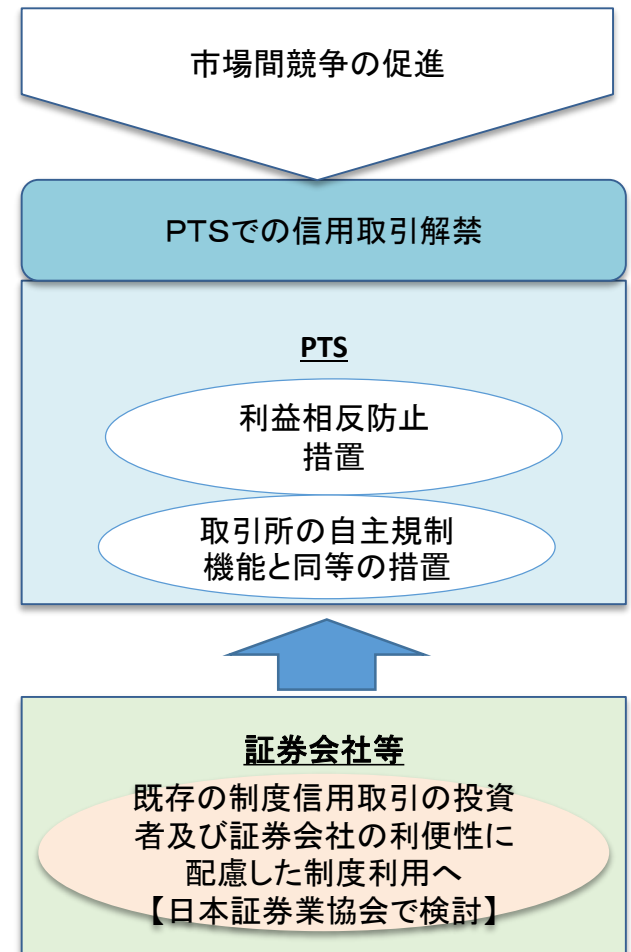 市場間競争の促進
PTSでの信用取引解禁
PTS
利益相反防止
措置
取引所の自主規制
機能と同等の措置
証券会社等
既存の制度信用取引の投資
者及び証券会社の利便性に
配慮した制度利用へ
【日本証券業協会で検討】